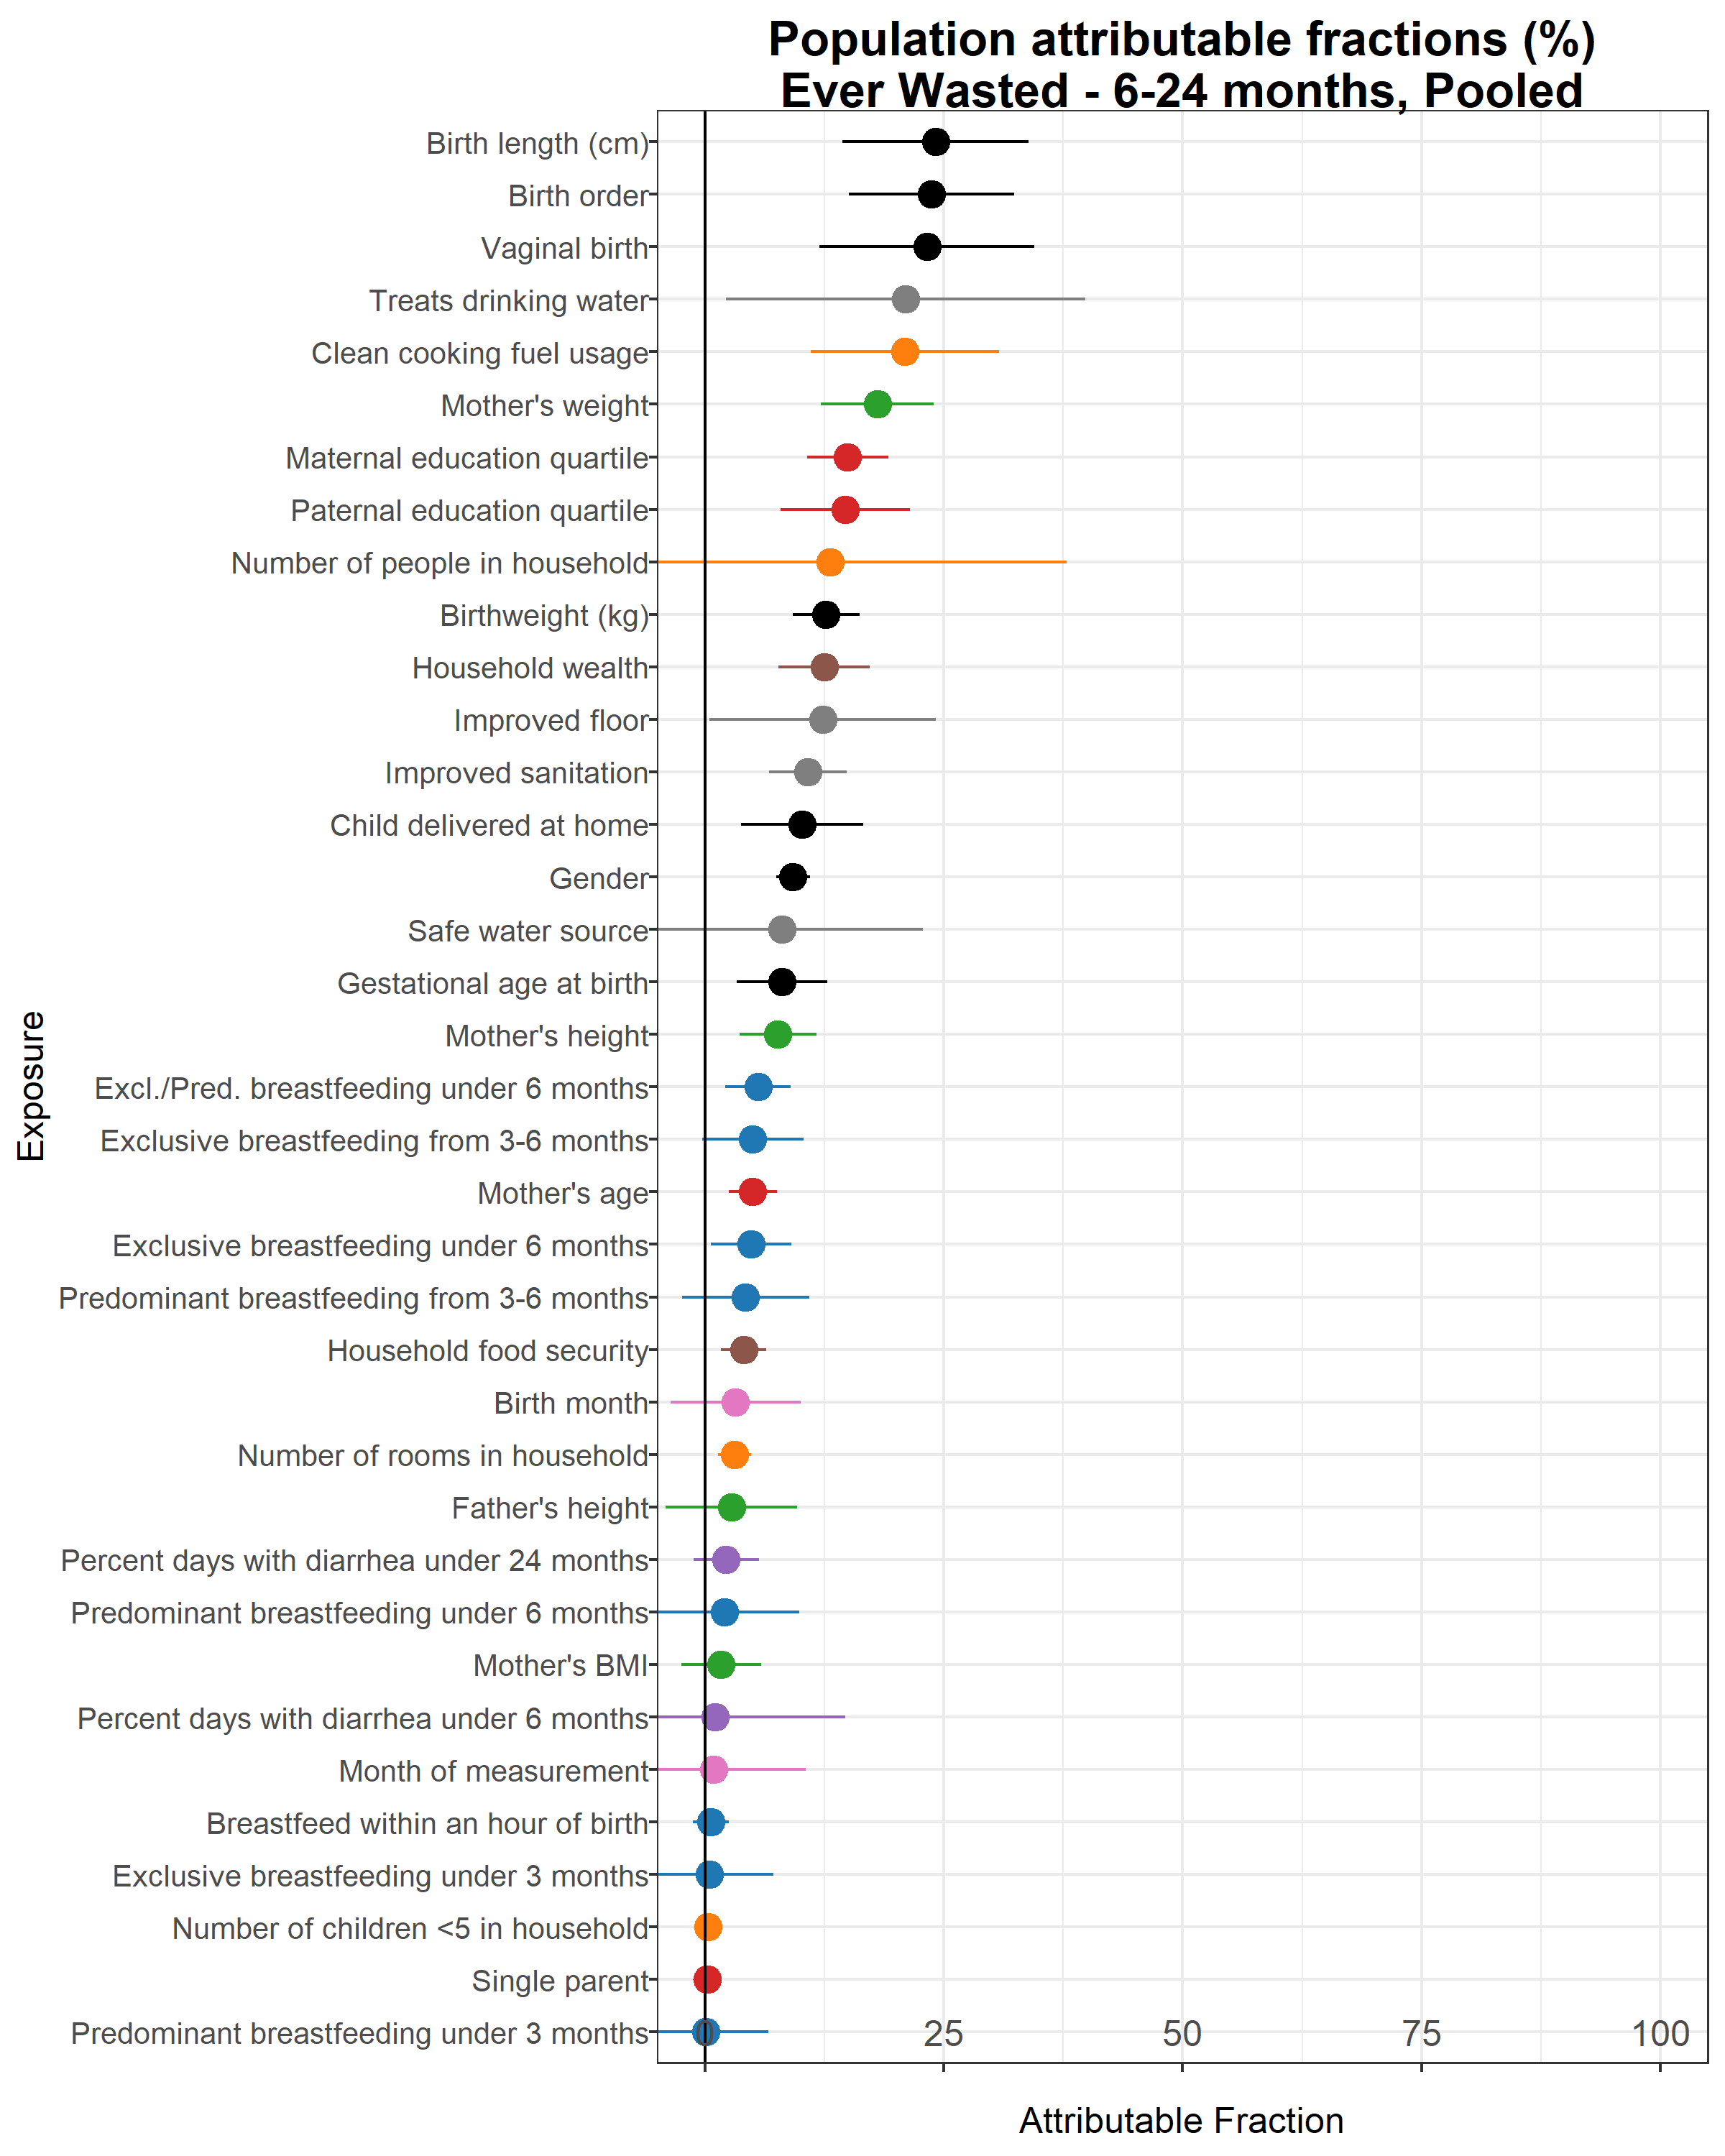 Population attributable fractions (%)
Ever Wasted - 6-24 months, Pooled
Birth length (cm)
Birth order
Vaginal birth
Treats drinking water
Clean cooking fuel usage
Mother's weight
Maternal education quartile
Paternal education quartile
Number of people in household
Birthweight (kg)
Household wealth
Improved floor
Improved sanitation
Child delivered at home
Gender
Safe water source
Gestational age at birth
Mother's height
Excl./Pred. breastfeeding under 6 months
Exclusive breastfeeding from 3-6 months
Mother's age
Exclusive breastfeeding under 6 months
Predominant breastfeeding from 3-6 months
Household food security
Birth month
Number of rooms in household
Father's height
Percent days with diarrhea under 24 months
Predominant breastfeeding under 6 months
Mother's BMI
Percent days with diarrhea under 6 months
Month of measurement
Breastfeed within an hour of birth
Exclusive breastfeeding under 3 months
Number of children <5 in household
Single parent
Predominant breastfeeding under 3 months
Exposure
0 25 50 75 100
Attributable Fraction